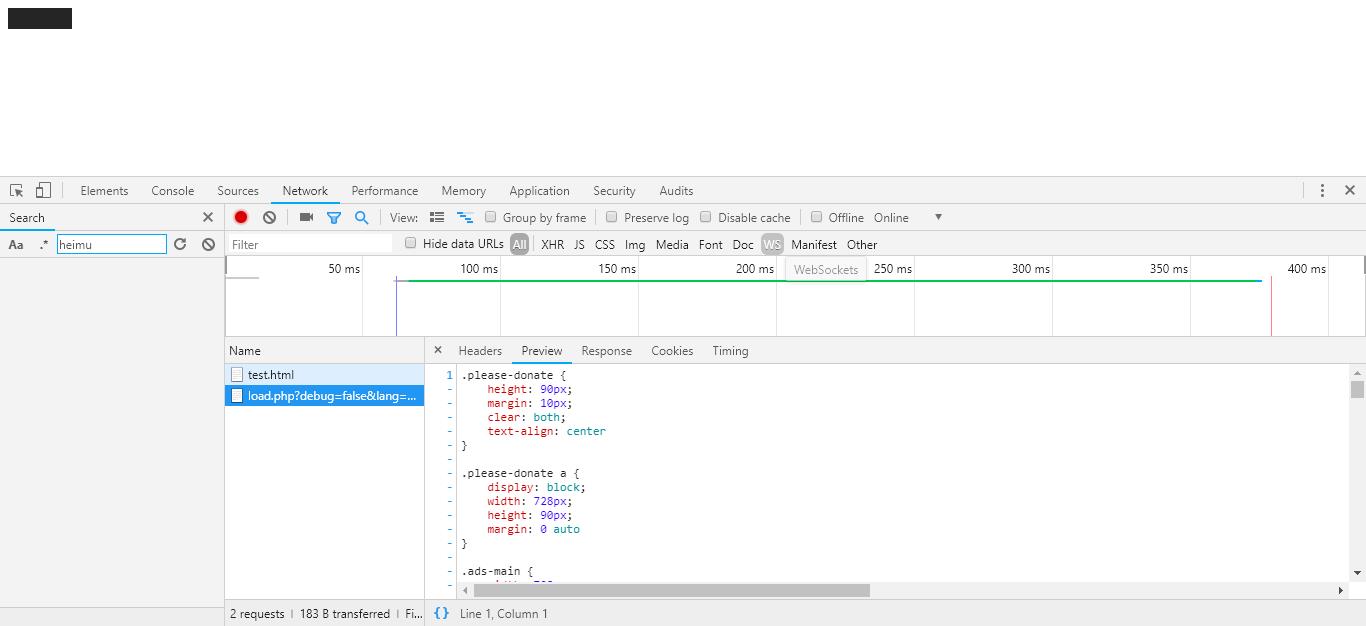 Elements Console Sources Network Performance Memory Application Security Audits
Search
Aa .* heimu
View: Group by frame Preserve log Disable cache Offline Online
Filter Hide data URLs All XHR JS CSS Img Media Font Doc WS Manifest Other
50 ms 100 ms 150 ms 200 ms 250 ms 300 ms 350 ms 400 ms
WebSockets
Name
test.html
load.php?debug=false&lang=...
Headers Preview Response Cookies Timing
1 .please-donate {
- height: 90px;
- margin: 10px;
- clear: both;
- text-align: center
- }
-
- .please-donate a {
- display: block;
- width: 728px;
- height: 90px;
- margin: 0 auto
- }
-
- .ads-main {
-
2 requests | 183 B transferred | Fi...
{} Line 1, Column 1